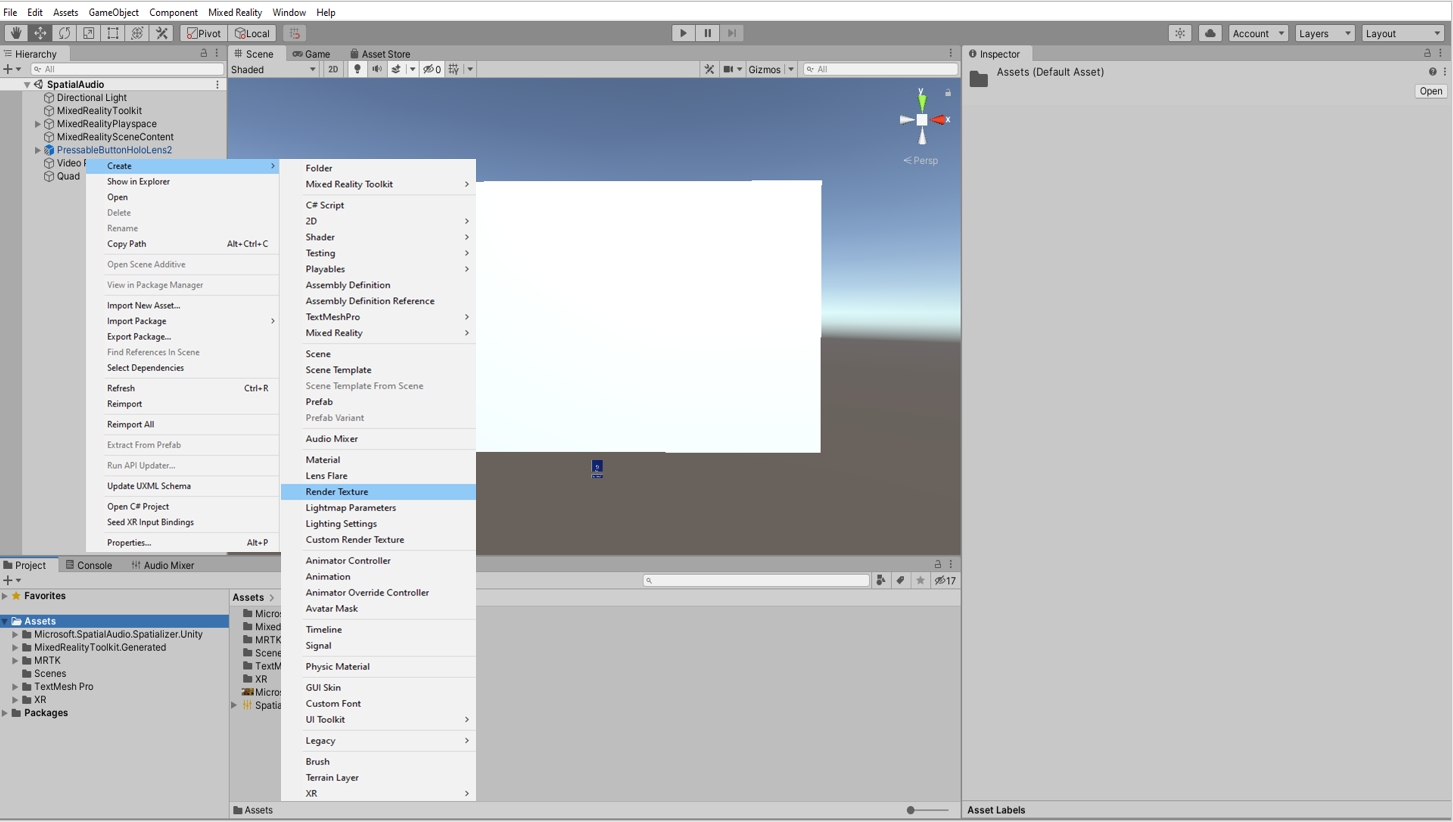 File Edit Assets GameObject Component Mixed Reality Window Help
Pivot Local Account Layers Layout
Hierarchy
All
SpatialAudio
Directional Light
MixedRealityToolkit
MixedRealityPlayspace
MixedRealitySceneContent
PressableButtonHoloLens2
Video
Quad
Scene Game Asset Store
Shaded 2D 0 Gizmos All
y
x
Persp
Inspector
Assets (Default Asset)
Open
Create
Show in Explorer
Open
Delete
Rename
Copy Path Alt+Ctrl+C
Open Scene Additive
View in Package Manager
Import New Asset...
Import Package
Export Package...
Find References In Scene
Select Dependencies
Refresh Ctrl+R
Reimport
Reimport All
Extract From Prefab
Run API Updater...
Update UXML Schema
Open C# Project
Seed XR Input Bindings
Properties... Alt+P
Folder
Mixed Reality Toolkit
C# Script
2D
Shader
Testing
Playables
Assembly Definition
Assembly Definition Reference
TextMeshPro
Mixed Reality
Scene
Scene Template
Scene Template From Scene
Prefab
Prefab Variant
Audio Mixer
Material
Lens Flare
Render Texture
Lightmap Parameters
Lighting Settings
Custom Render Texture
Animator Controller
Animation
Animator Override Controller
Avatar Mask
Timeline
Signal
Physic Material
GUI Skin
Custom Font
UI Toolkit
Legacy
Brush
Terrain Layer
XR
Project Console Audio Mixer
17
Favorites
Assets
Microsoft.SpatialAudio.Spatializer.Unity
MixedRealityToolkit.Generated
MRTK
Scenes
TextMesh Pro
XR
Packages
Assets
Micros
Mixed
MRTK
Scene
TextM
XR
Micros
Spatia
Assets
Asset Labels